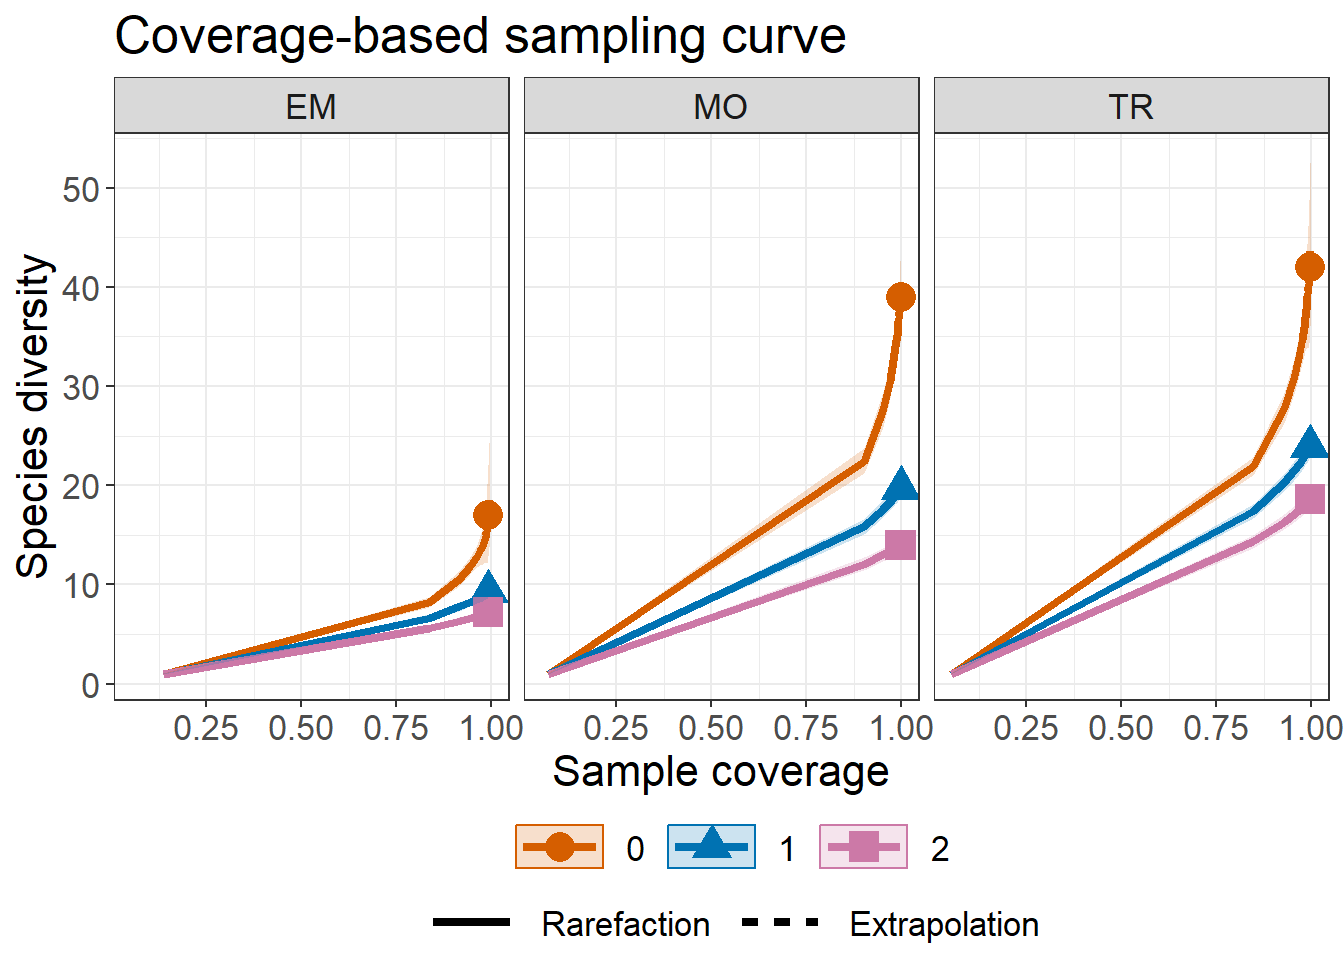 Coverage-based sampling curve
EM MO TR
Species diversity
50
40
30
20
10
0
0.25 0.50 0.75 1.00 0.25 0.50 0.75 1.00 0.25 0.50 0.75 1.00
Sample coverage
0 1 2
Rarefaction Extrapolation